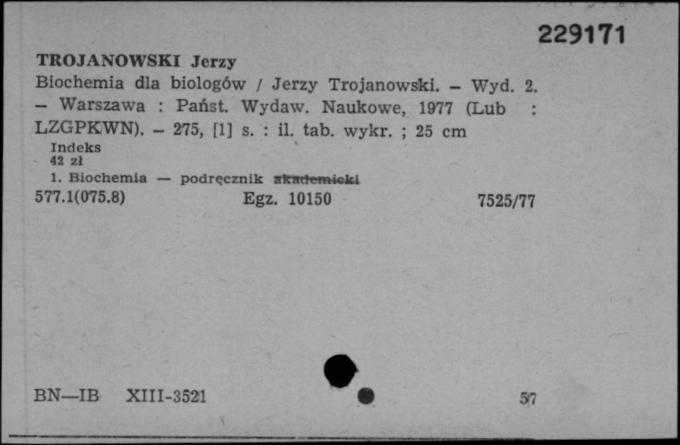 229171
TROJANOWSKI Jerzy
Biochemia dla biologów / Jerzy Trojanowski. – Wyd. 2.
– Warszawa : Państ. Wydaw. Naukowe, 1977 (Lub :
LZGPKWN). – 275, [1] s. : il. tab. wykr. ; 25 cm
Indeks
42 zł
1. Biochemia — podręcznik akademicki
577.1(075.8) Egz. 10150 7525/77
BN—IB XIII-3521 5/7